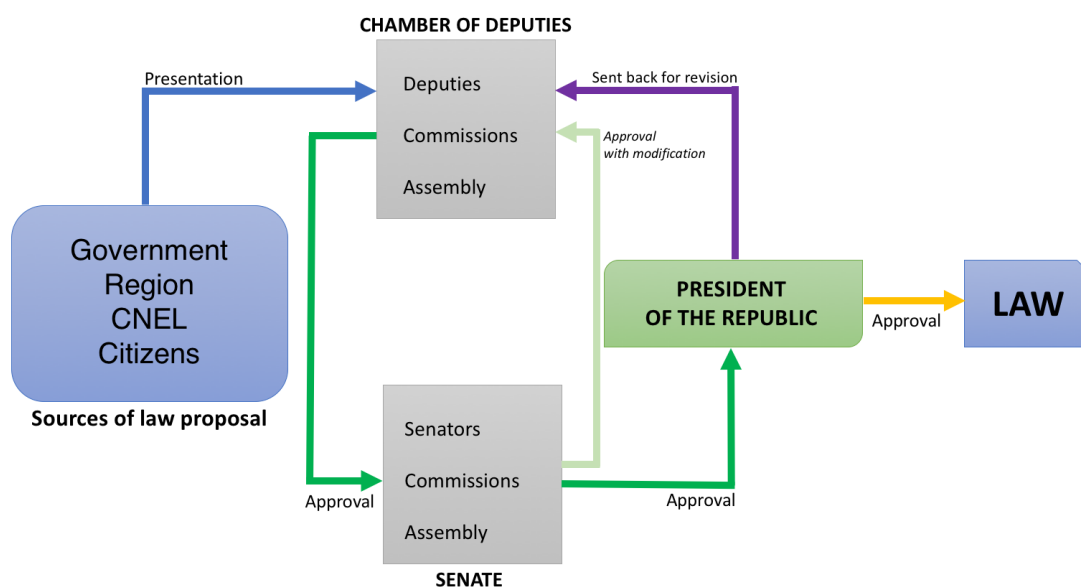 CHAMBER OF DEPUTIES
Presentation
Deputies
Commissions
Assembly
Sent back for revision
Approval
with modification
Government
Region
CNEL
Citizens
Sources of law proposal
PRESIDENT
OF THE REPUBLIC
Approval
LAW
Approval
Senators
Commissions
Assembly
Approval
SENATE